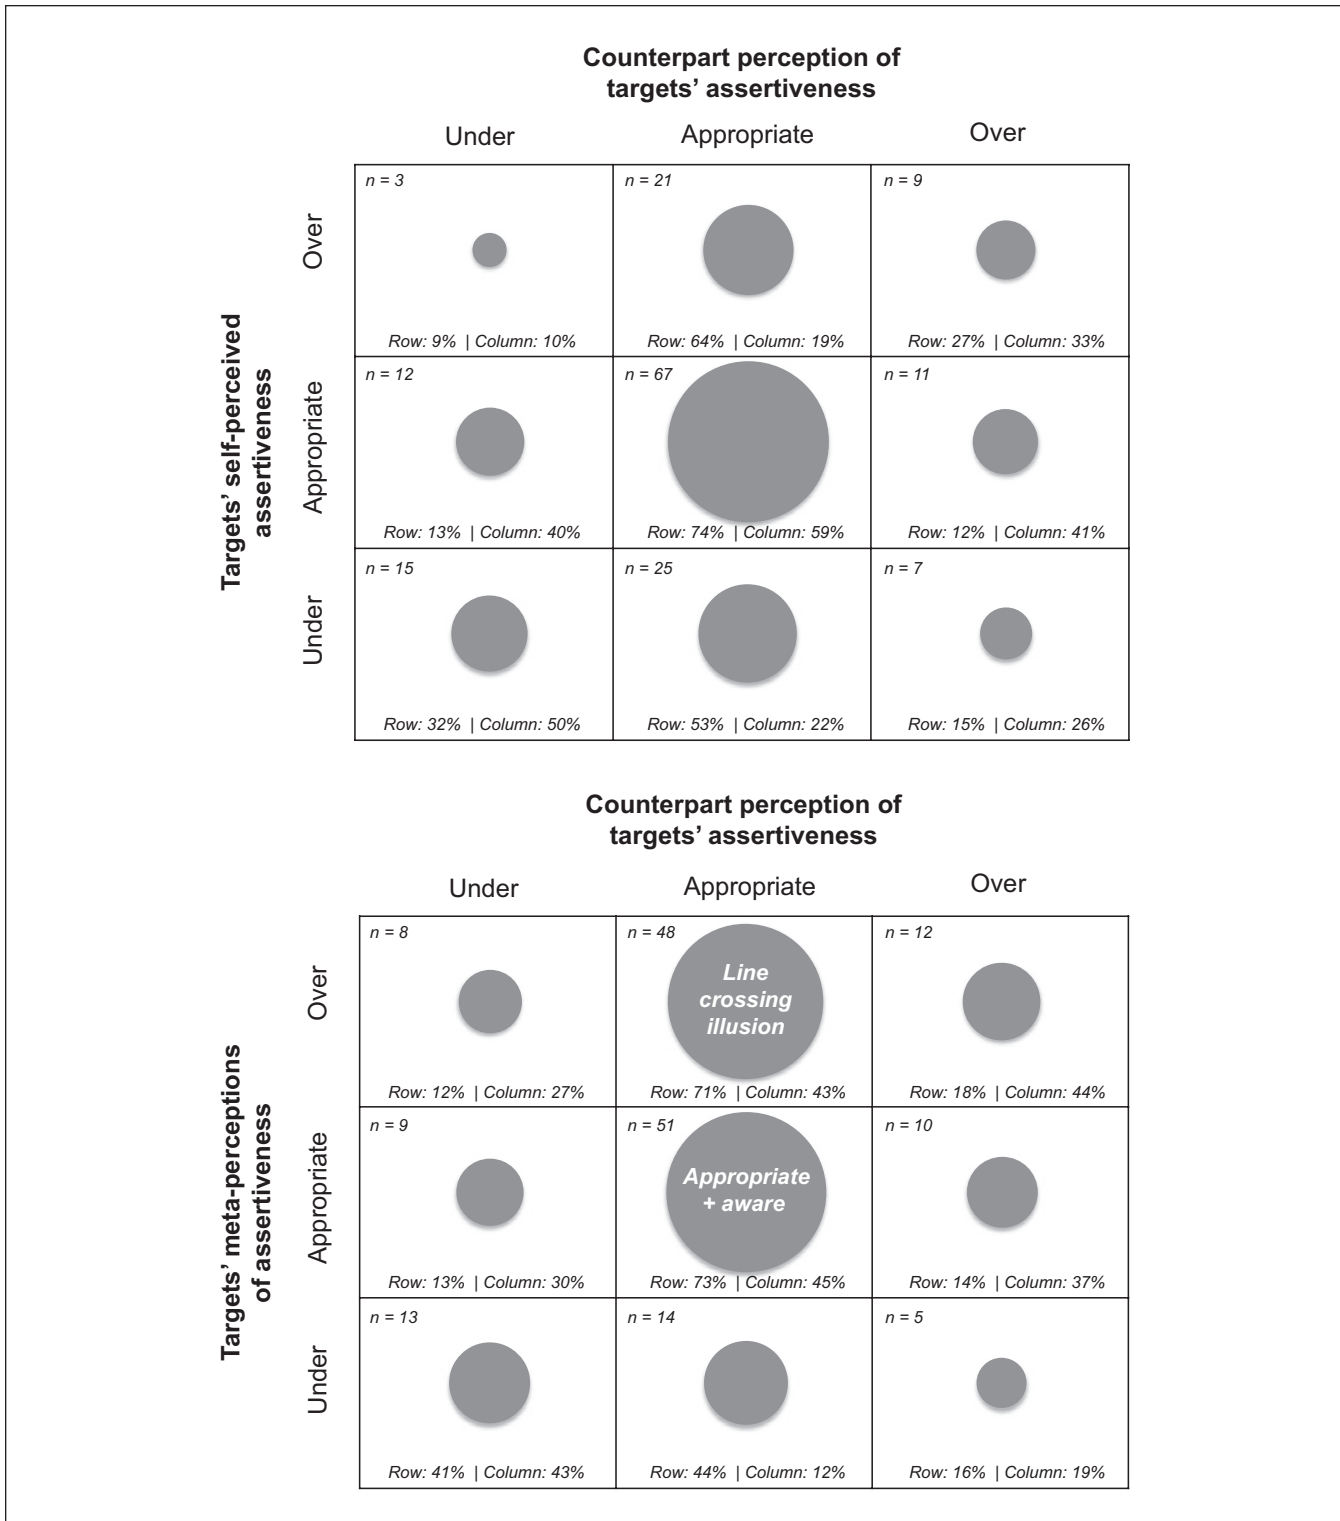 Counterpart perception of
targets’ assertiveness
Under
Appropriate
Over
Targets’ self-perceived
assertiveness
Over
n = 3
Row: 9% | Column: 10%
n = 21
Row: 64% | Column: 19%
n = 9
Row: 27% | Column: 33%
Appropriate
n = 12
Row: 13% | Column: 40%
n = 67
Row: 74% | Column: 59%
n = 11
Row: 12% | Column: 41%
Under
n = 15
Row: 32% | Column: 50%
n = 25
Row: 53% | Column: 22%
n = 7
Row: 15% | Column: 26%
Counterpart perception of
targets’ assertiveness
Under
Appropriate
Over
Targets’ meta-perceptions
of assertiveness
Over
n = 8
Row: 12% | Column: 27%
n = 48
Line
crossing
illusion
Row: 71% | Column: 43%
n = 12
Row: 18% | Column: 44%
Appropriate
n = 9
Row: 13% | Column: 30%
n = 51
Appropriate
+ aware
Row: 73% | Column: 45%
n = 10
Row: 14% | Column: 37%
Under
n = 13
Row: 41% | Column: 43%
n = 14
Row: 44% | Column: 12%
n = 5
Row: 16% | Column: 19%